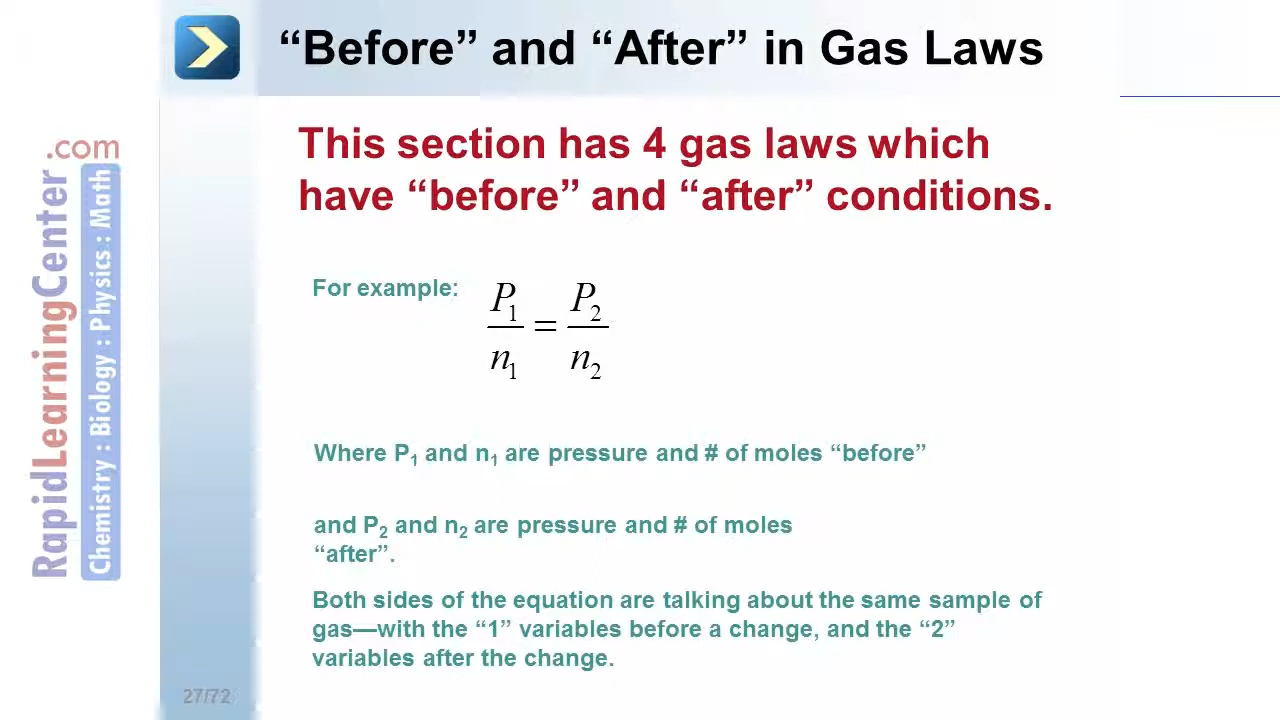 “Before” and “After” in Gas Laws
This section has 4 gas laws which
have “before” and “after” conditions.
For example:
P₁/n₁ = P₂/n₂
Where P₁ and n₁ are pressure and # of moles “before”
and P₂ and n₂ are pressure and # of moles
“after”.
Both sides of the equation are talking about the same sample of
gas—with the “1” variables before a change, and the “2”
variables after the change.
RapidLearningCenter.com
Chemistry : Biology : Physics : Math
27/72